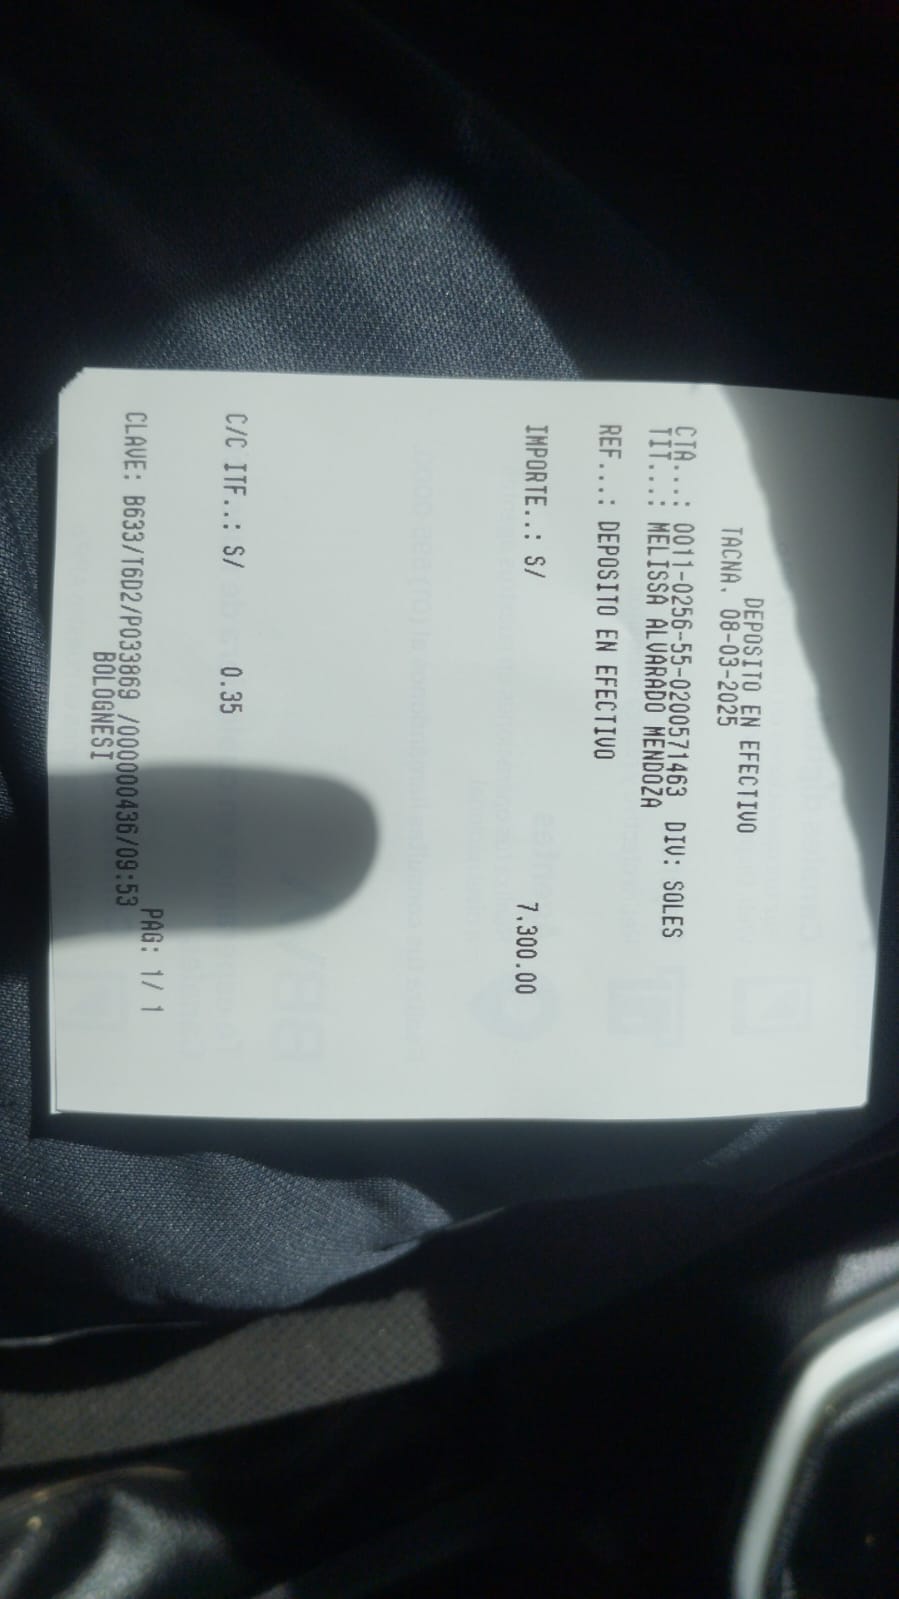 DEPOSITO EN EFECTIVO
TACNA. 08-03-2025
CTA...: 0011-0256-55-0200571463 DIV: SOLES
TIT...: MELISSA ALVARADO MENDOZA
REF...: DEPOSITO EN EFECTIVO
IMPORTE..: S/ 7.300.00
C/C ITF..: S/ 0.35
PAG: 1/ 1
CLAVE: B633/T6D2/P033869 /000000436/09:53
BOLOGNESI